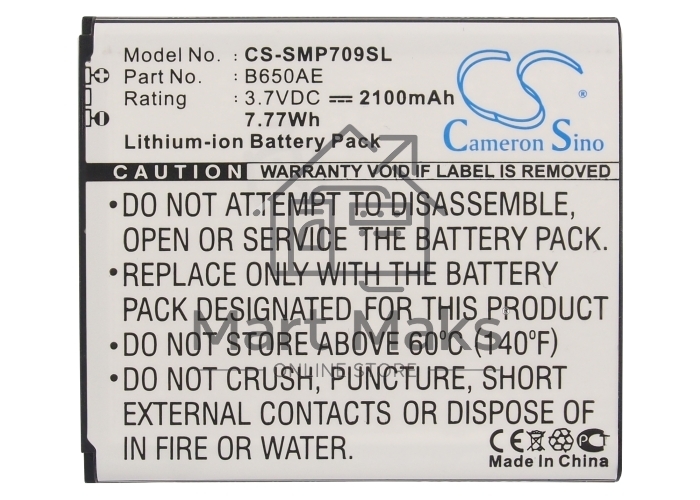 Model No.: CS-SMP709SL
Part No.: B650AE
Rating: 3.7VDC ⎓ 2100mAh
7.77Wh
Lithium-ion Battery Pack
CS
®
Cameron Sino
CAUTION WARRANTY VOID IF LABEL IS REMOVED
•DO NOT ATTEMPT TO DISASSEMBLE,
OPEN OR SERVICE THE BATTERY PACK.
•REPLACE ONLY WITH THE BATTERY
PACK DESIGNATED FOR THIS PRODUCT
•DO NOT STORE ABOVE 60°C (140°F)
•DO NOT CRUSH, PUNCTURE, SHORT
EXTERNAL CONTACTS OR DISPOSE OF
IN FIRE OR WATER.
Mart Maks
ONLINE STORE
CE PCT
Made In China